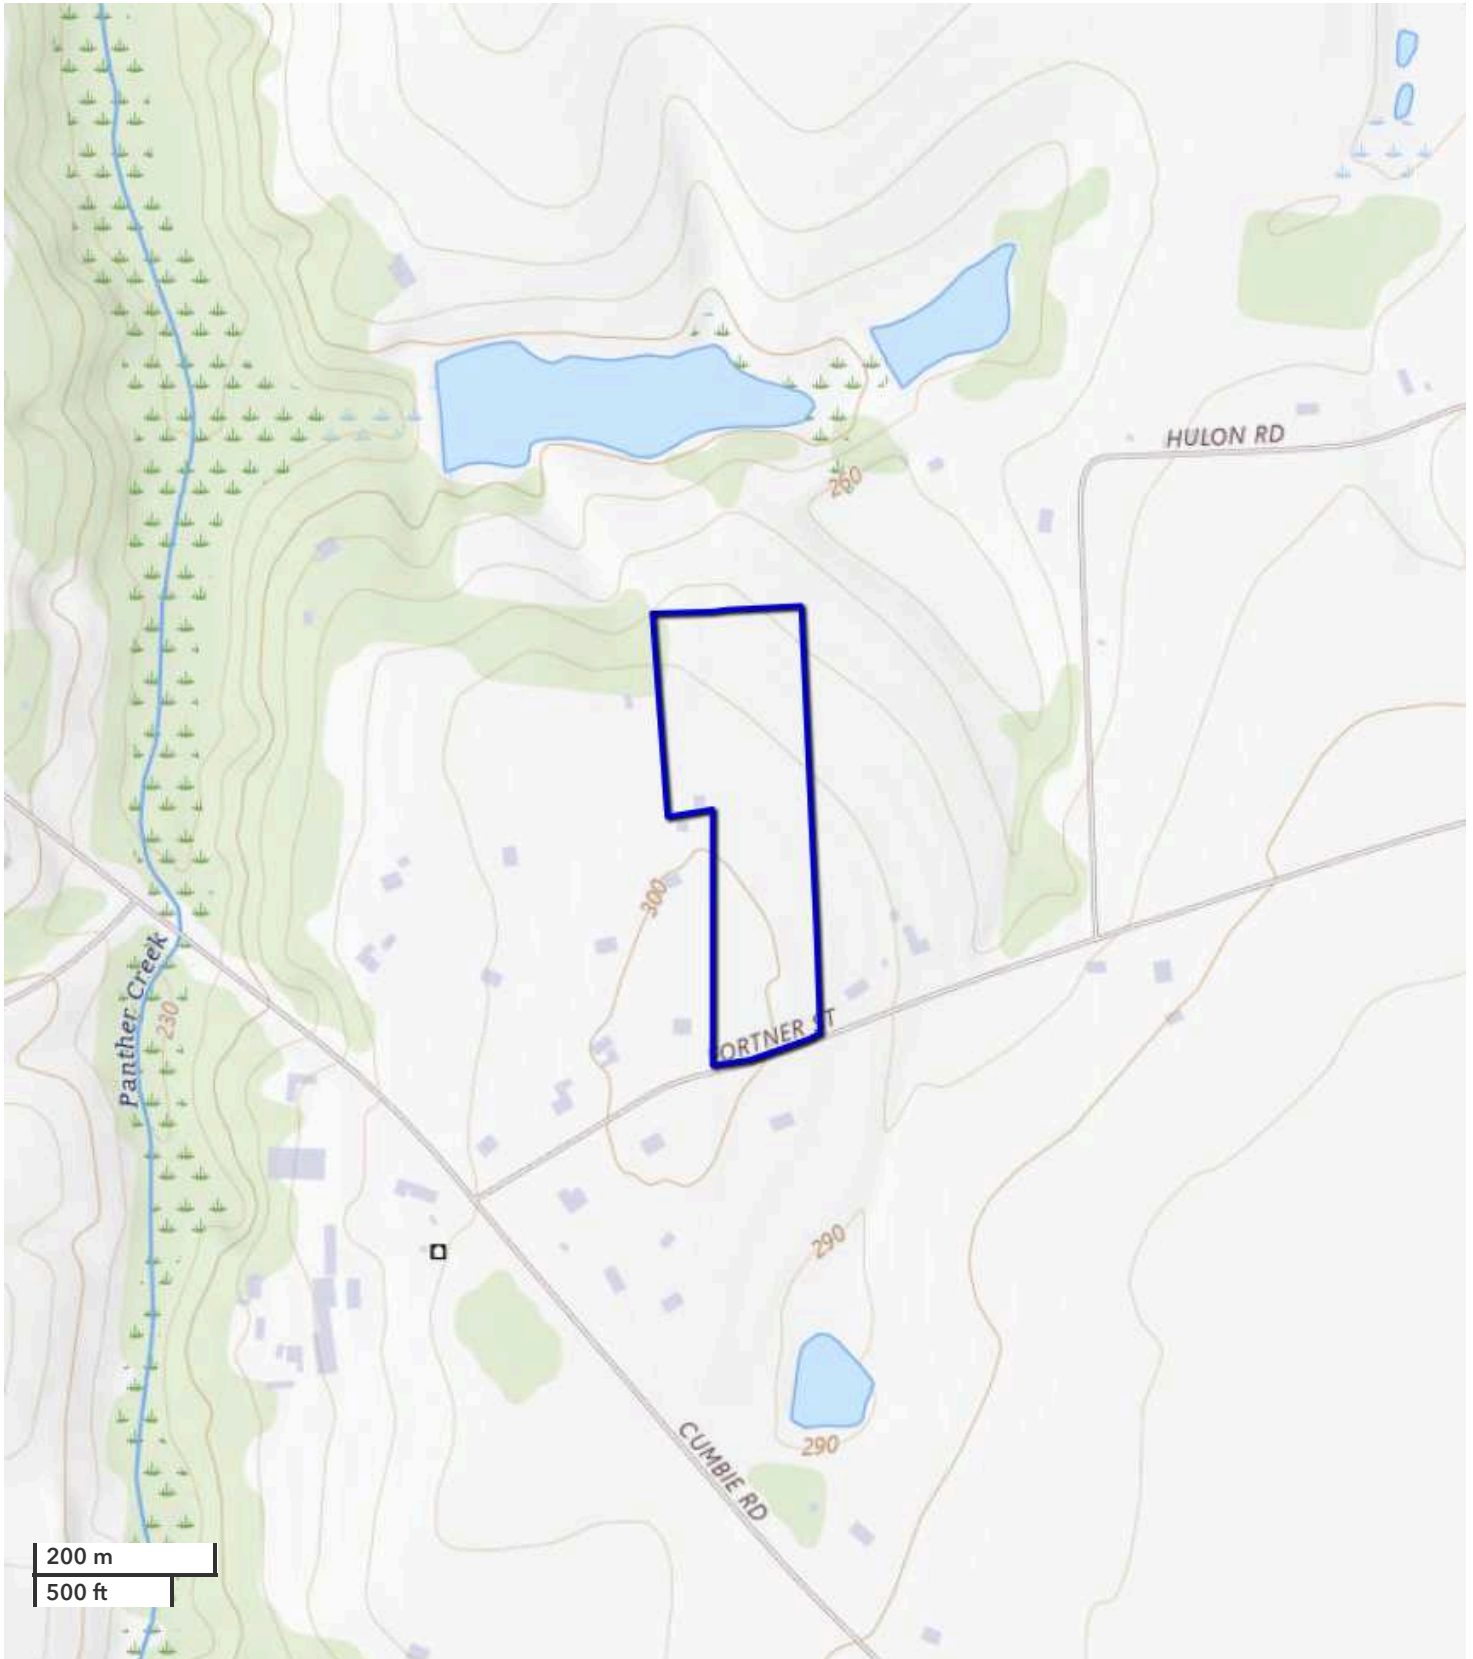 HULON RD
260
300
Panther Creek
230
ORTNER ST
290
290
CUMBIE RD
200 m
500 ft